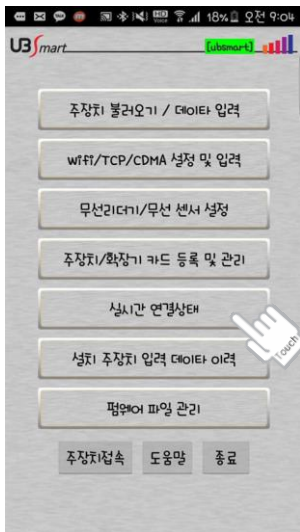 18% 오전 9:04
UBSmart
[ubsmart]
주장치 불러오기 / 데이타 입력
wifi/TCP/CDMA 설정 및 입력
무선리더기/무선 센서 설정
주장치/확장기 카드 등록 및 관리
실시간 연결상태
Touch
설치 주장치 입력 데이타 이력
펌웨어 파일 관리
주장치접속 도움말 종료